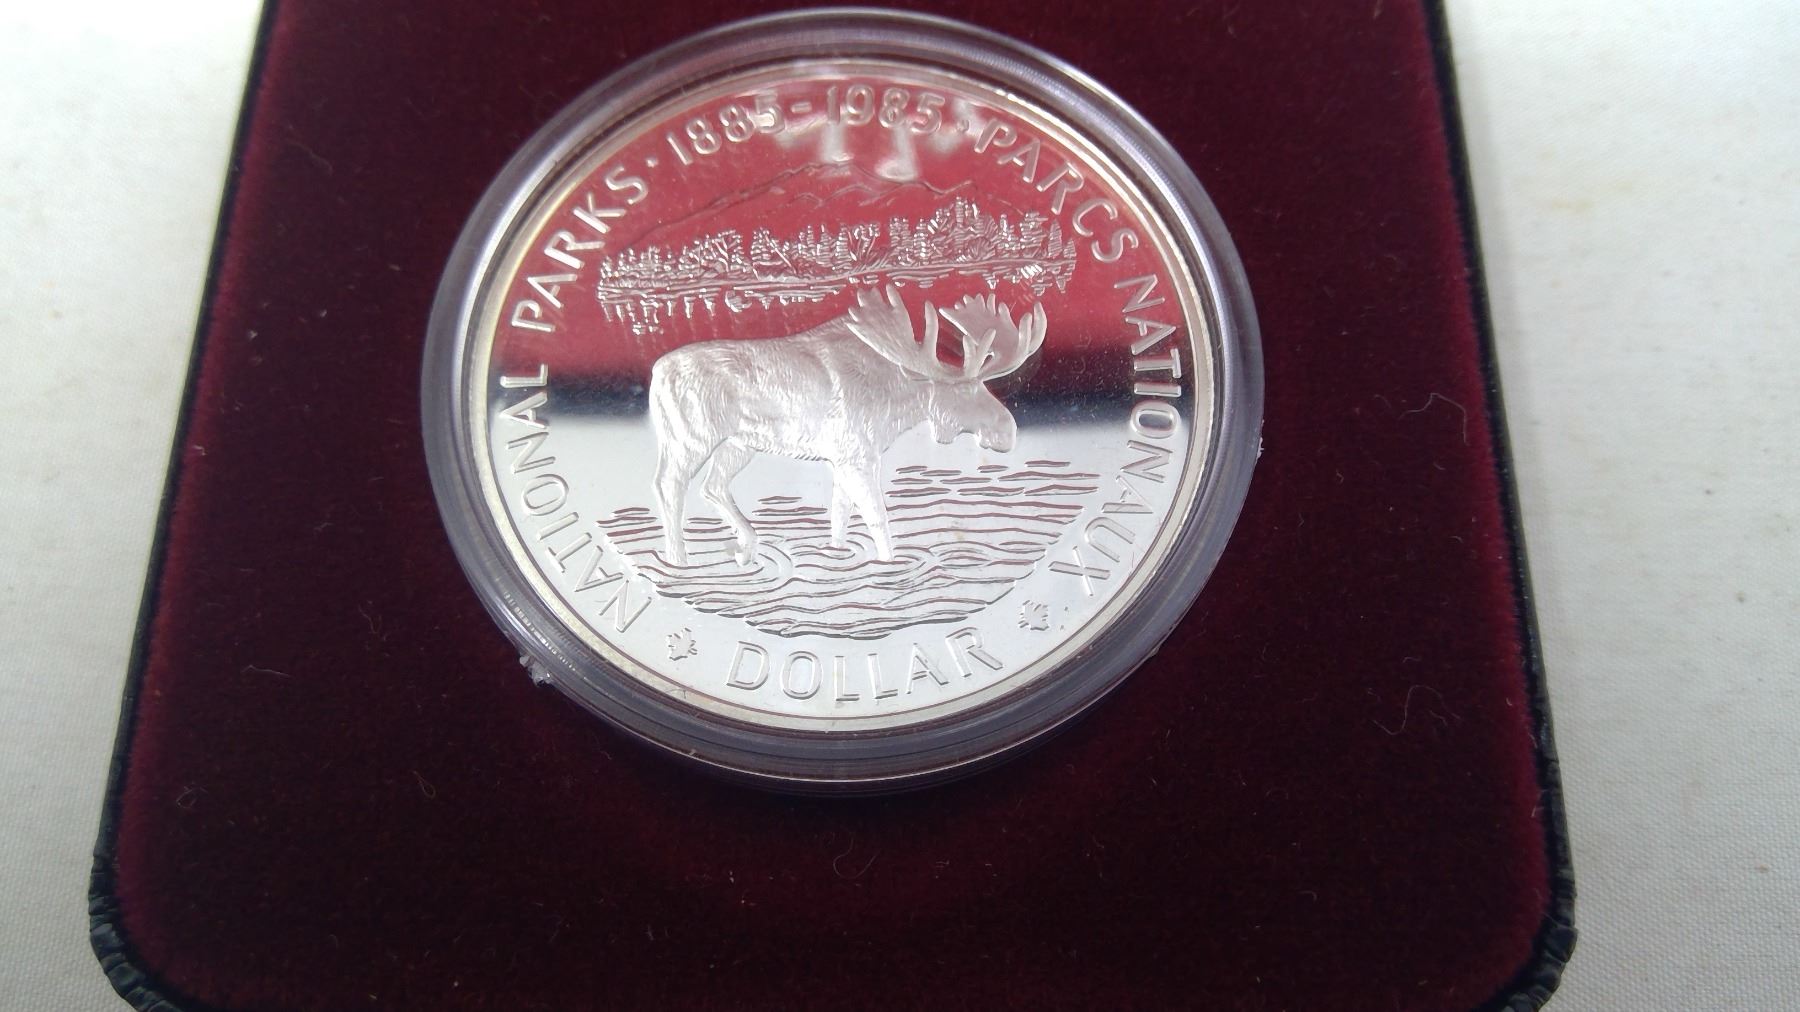 NATIONAL PARKS · 1885-1985 · PARCS NATIONAUX
DOLLAR